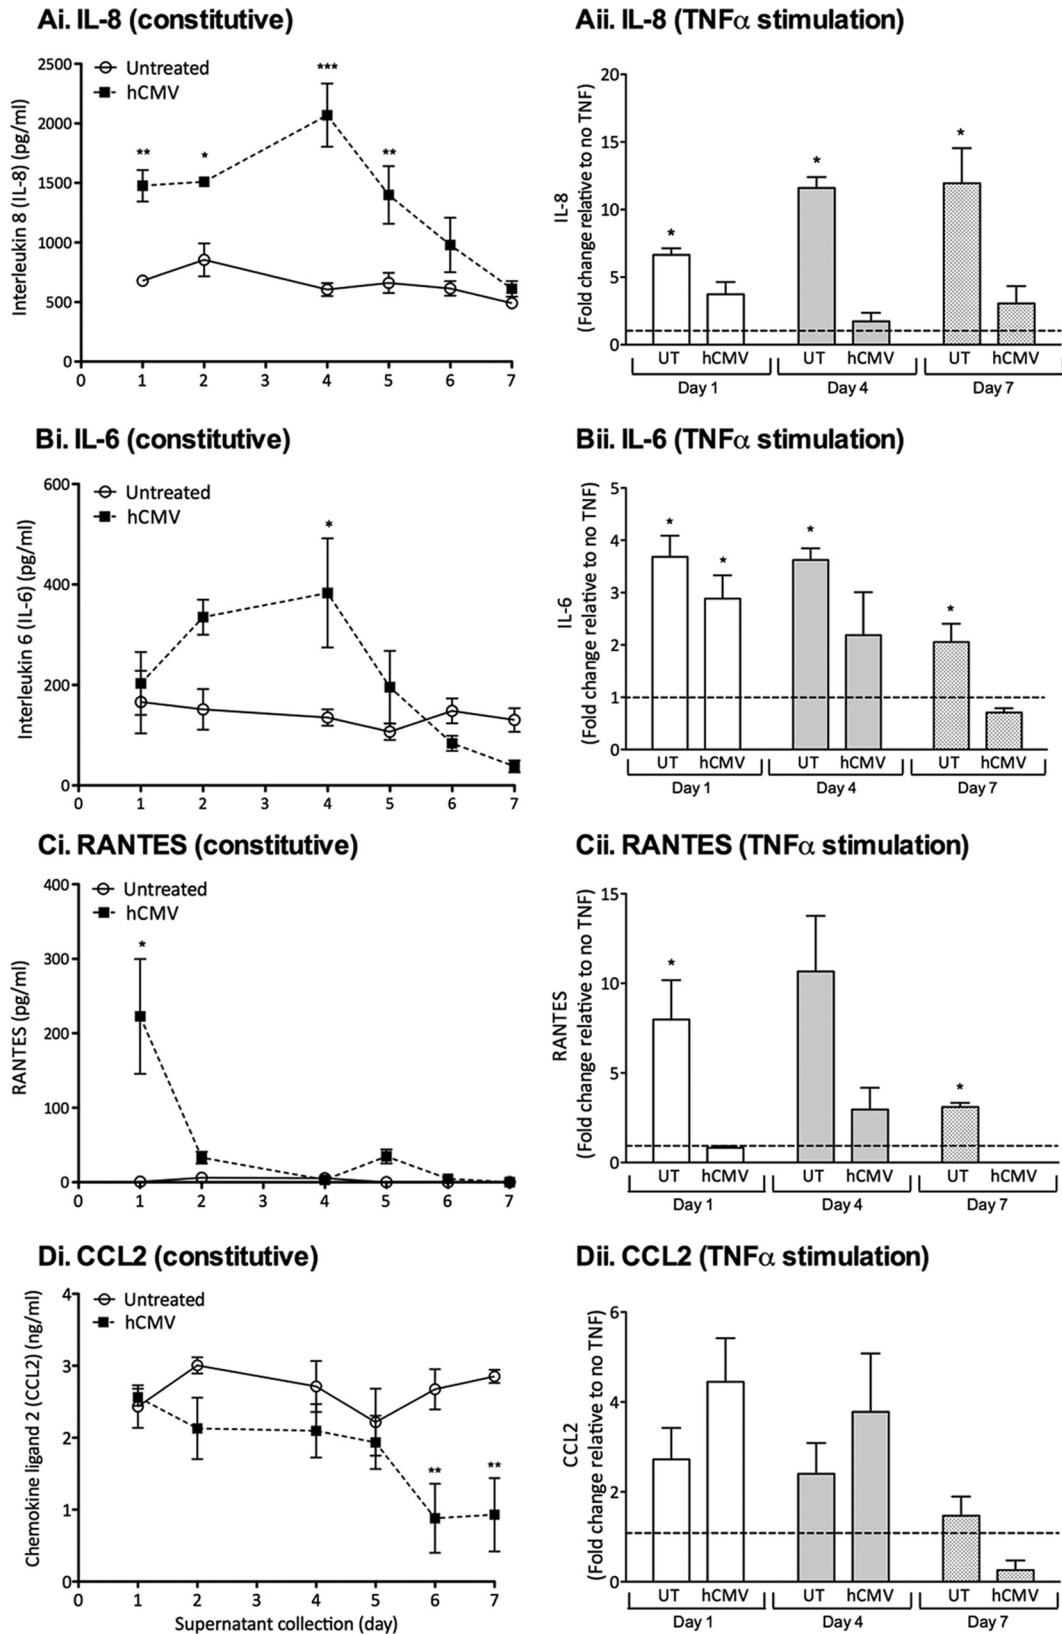 Ai. IL-8 (constitutive)
Interleukin 8 (IL-8) (pg/ml)
2500
2000
1500
1000
500
0
Untreated
hCMV
**
*
***
**
0 1 2 3 4 5 6 7
Aii. IL-8 (TNFα stimulation)
IL-8
(Fold change relative to no TNF)
20
15
10
5
0
*
*
*
UT hCMV UT hCMV UT hCMV
Day 1 Day 4 Day 7
Bi. IL-6 (constitutive)
Interleukin 6 (IL-6) (pg/ml)
600
400
200
0
Untreated
hCMV
*
0 1 2 3 4 5 6 7
Bii. IL-6 (TNFα stimulation)
IL-6
(Fold change relative to no TNF)
5
4
3
2
1
0
*
*
*
*
UT hCMV UT hCMV UT hCMV
Day 1 Day 4 Day 7
Ci. RANTES (constitutive)
RANTES (pg/ml)
400
300
200
100
0
Untreated
hCMV
*
0 1 2 3 4 5 6 7
Cii. RANTES (TNFα stimulation)
RANTES
(Fold change relative to no TNF)
15
10
5
0
*
*
UT hCMV UT hCMV UT hCMV
Day 1 Day 4 Day 7
Di. CCL2 (constitutive)
Chemokine ligand 2 (CCL2) (ng/ml)
4
3
2
1
0
Untreated
hCMV
**
**
0 1 2 3 4 5 6 7
Supernatant collection (day)
Dii. CCL2 (TNFα stimulation)
CCL2
(Fold change relative to no TNF)
6
4
2
0
UT hCMV UT hCMV UT hCMV
Day 1 Day 4 Day 7